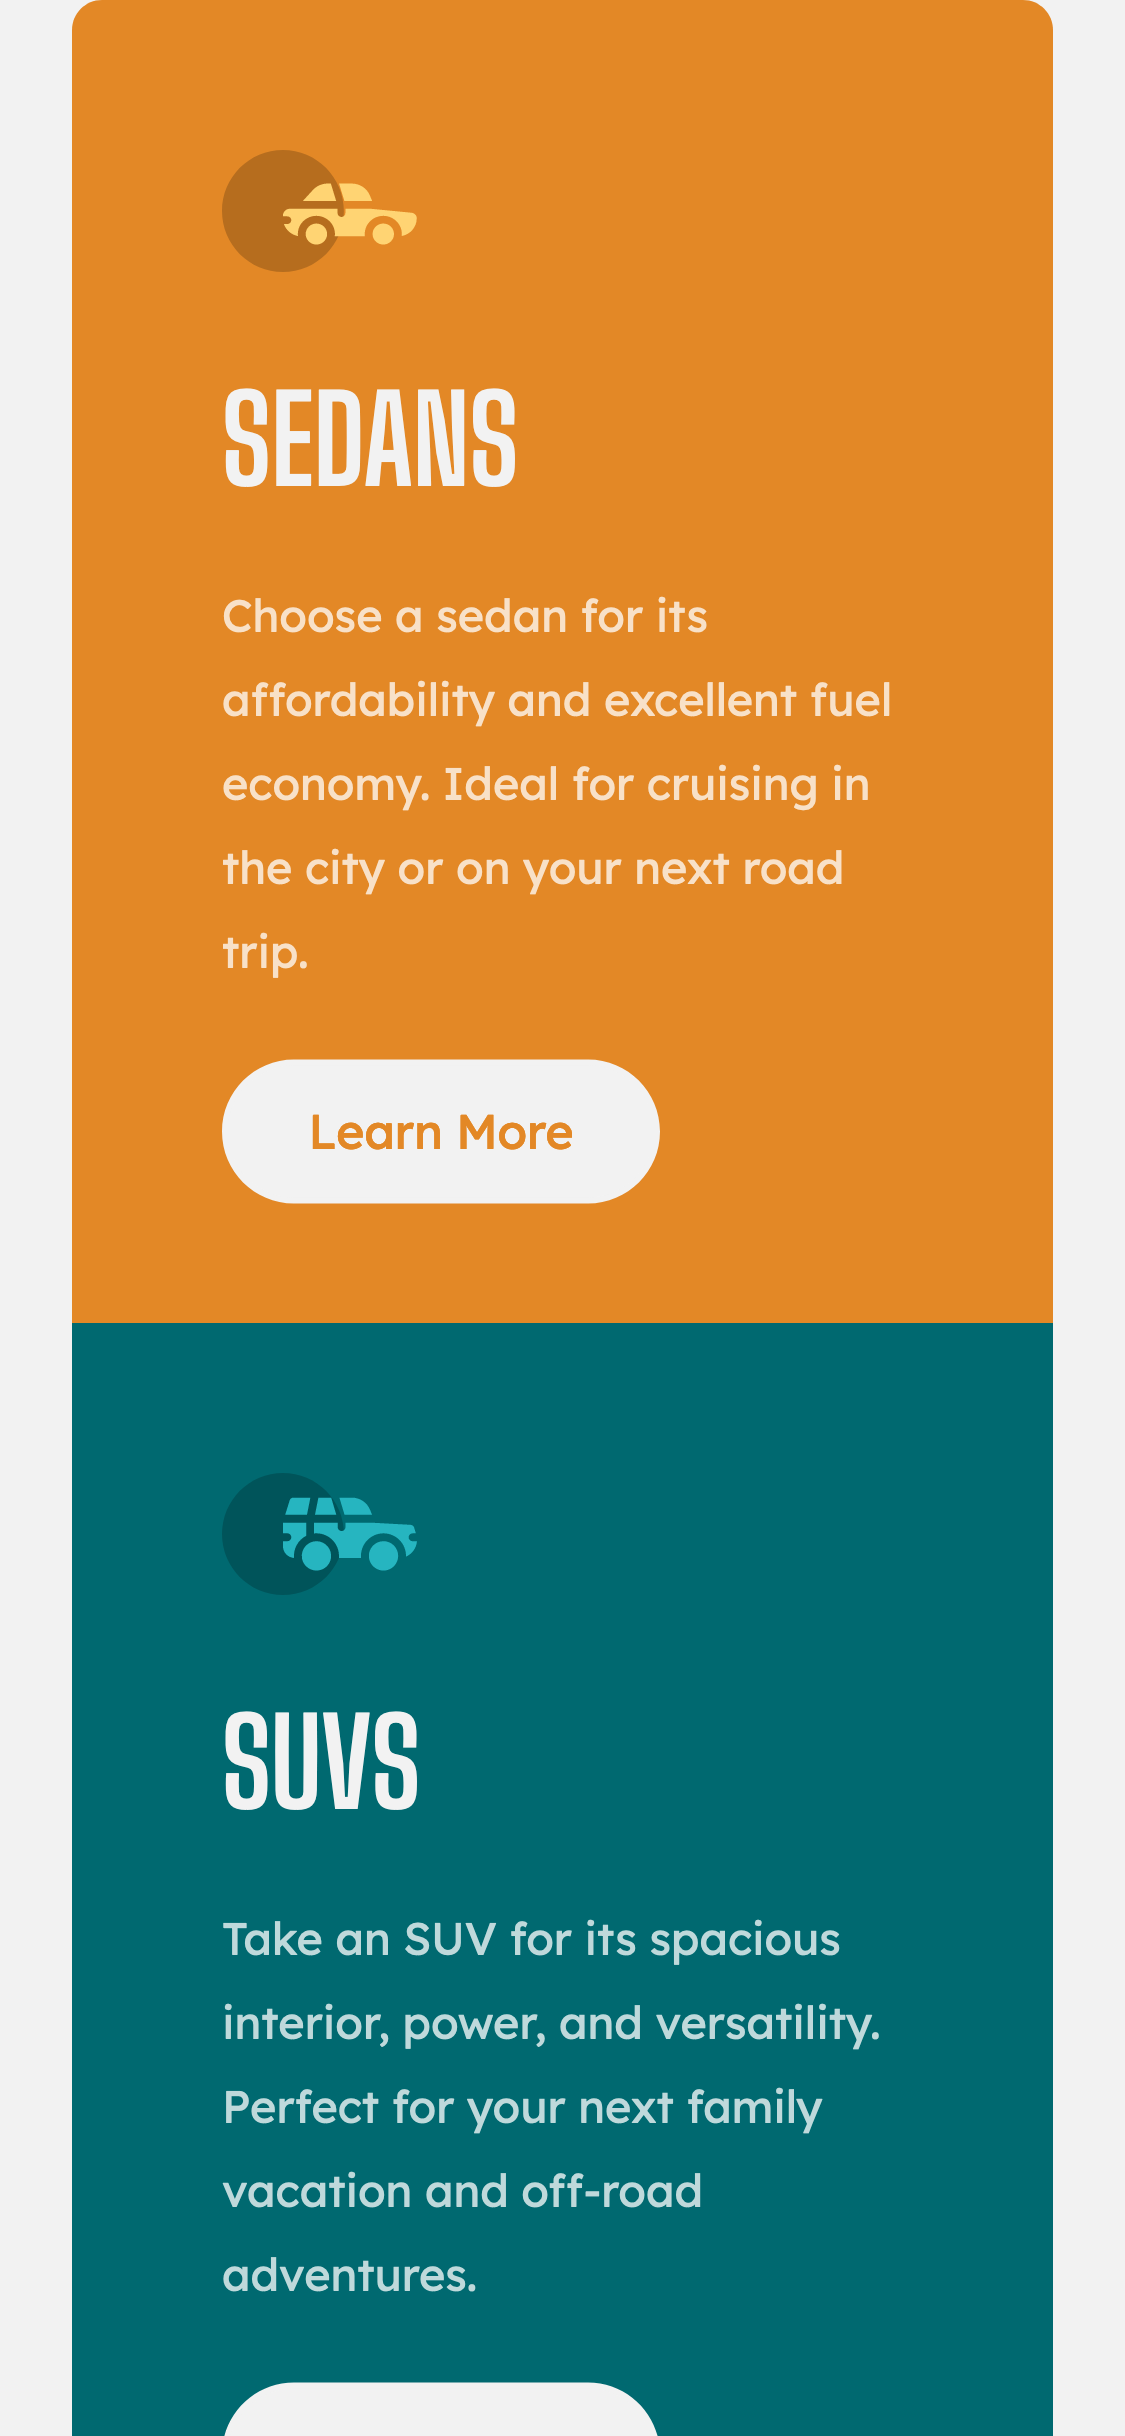 SEDANS
Choose a sedan for its
affordability and excellent fuel
economy. Ideal for cruising in
the city or on your next road
trip.
Learn More
SUVS
Take an SUV for its spacious
interior, power, and versatility.
Perfect for your next family
vacation and off-road
adventures.